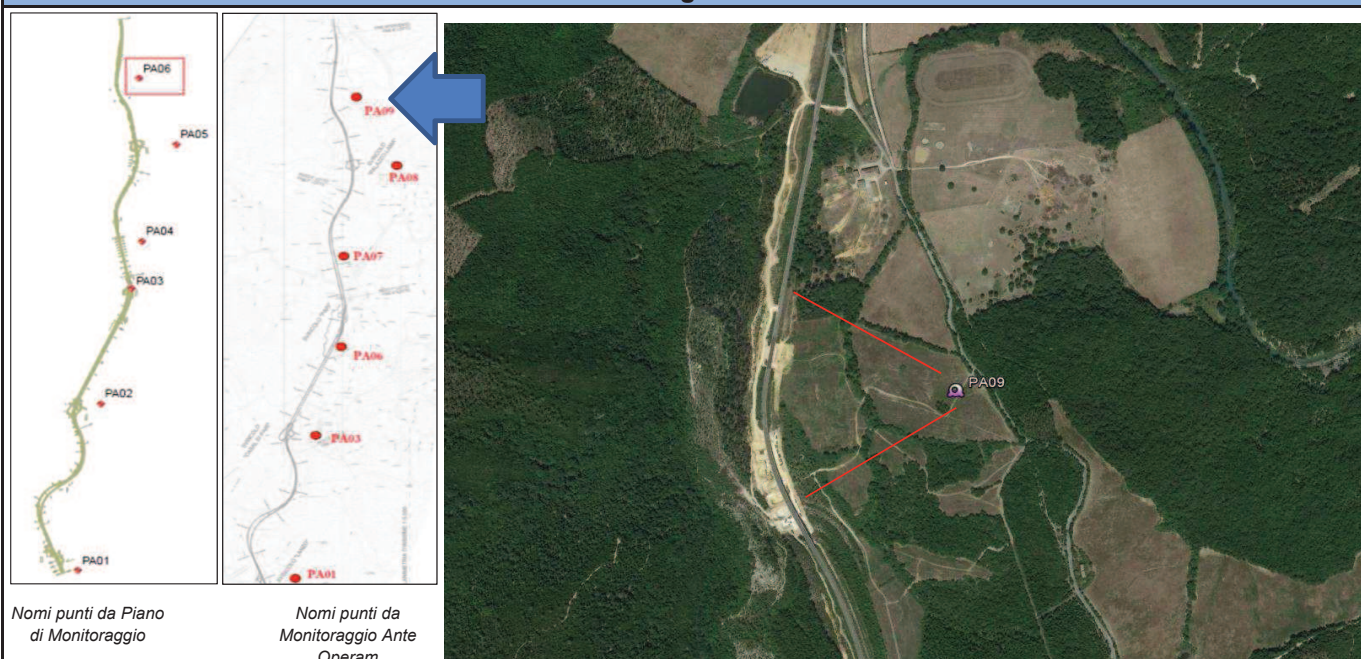 PA06
PA05
PA04
PA03
PA02
PA01
PA09
PA08
PA07
PA06
PA03
PA01
PA09
Nomi punti da Piano
di Monitoraggio
Nomi punti da
Monitoraggio Ante
Operam